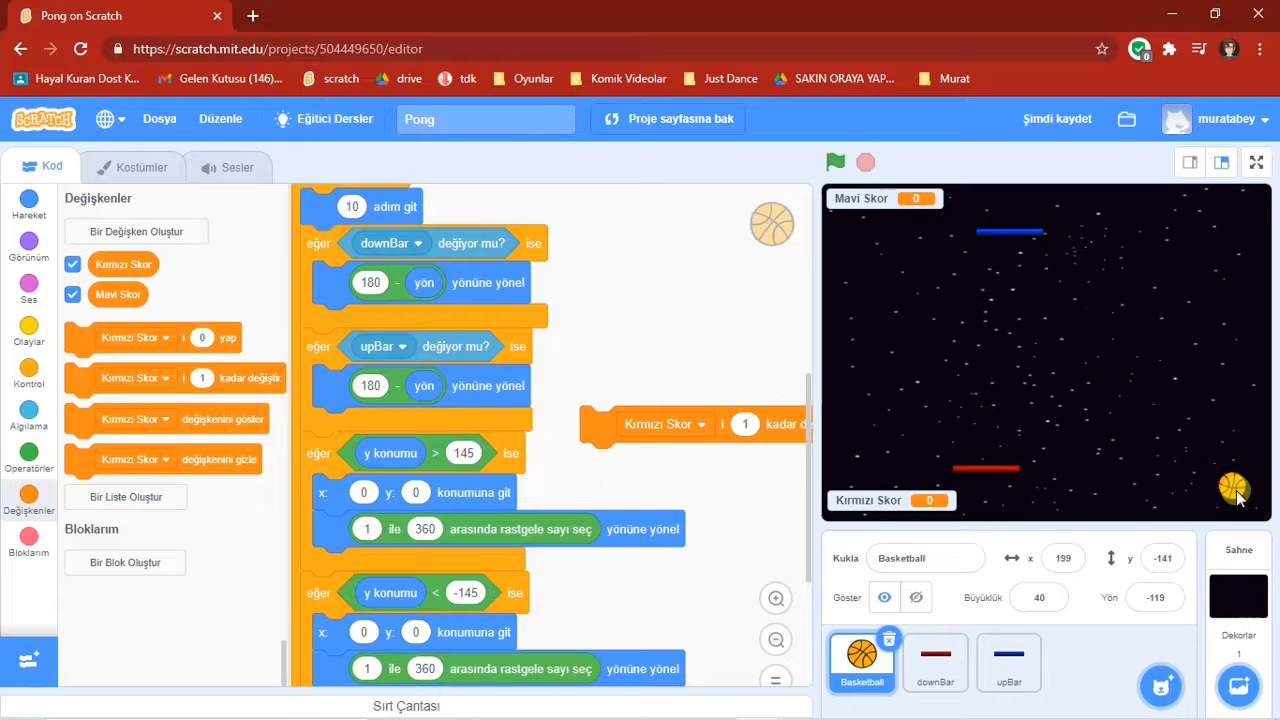 Pong on Scratch
https://scratch.mit.edu/projects/504449650/editor
0
Hayal Kuran Dost K...
Gelen Kutusu (146)...
scratch
drive
tdk
Oyunlar
Komik Videolar
Just Dance
SAKIN ORAYA YAP...
Murat
SCRATCH
Dosya
Düzenle
Eğitici Dersler
Pong
Proje sayfasına bak
Şimdi kaydet
muratabey
Kod
Kostümler
Sesler
Hareket
Görünüm
Ses
Olaylar
Kontrol
Algılama
Operatörler
Değişkenler
Bloklarım
Değişkenler
Bir Değişken Oluştur
Kırmızı Skor
Mavi Skor
Kırmızı Skor i 0 yap
Kırmızı Skor i 1 kadar değiştir
Kırmızı Skor değişkenini göster
Kırmızı Skor değişkenini gizle
Bir Liste Oluştur
Bloklarım
Bir Blok Oluştur
10 adım git
eğer downBar değiyor mu? ise
180 - yön yönüne yönel
eğer upBar değiyor mu? ise
180 - yön yönüne yönel
eğer y konumu > 145 ise
x: 0 y: 0 konumuna git
1 ile 360 arasında rastgele sayı seç yönüne yönel
eğer y konumu < -145 ise
x: 0 y: 0 konumuna git
1 ile 360 arasında rastgele sayı seç yönüne yönel
Kırmızı Skor i 1 kadar d
Sırt Çantası
Mavi Skor 0
Kırmızı Skor 0
Kukla Basketball x 199 y -141
Göster Büyüklük 40 Yön -119
Basketball
downBar
upBar
Sahne
Dekorlar
1